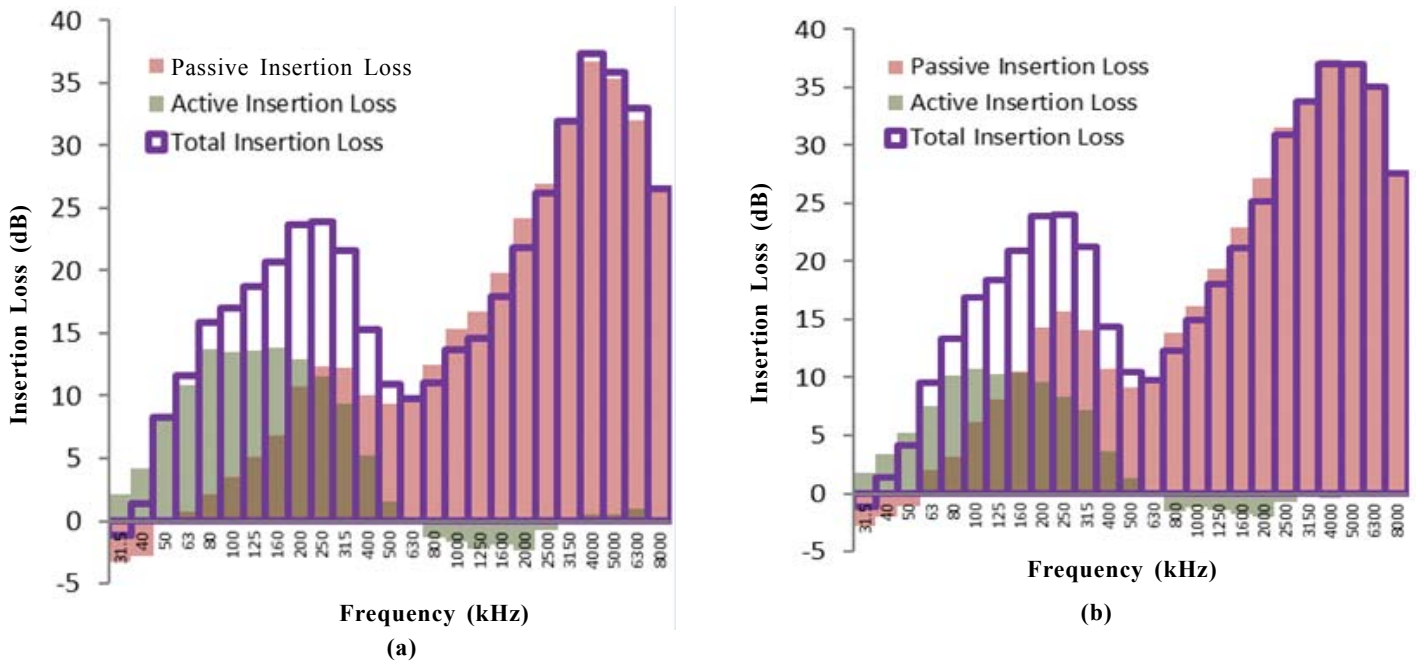 40
35
30
25
20
15
10
5
0
-5
Insertion Loss (dB)
Passive Insertion Loss
Active Insertion Loss
Total Insertion Loss
31.5 40 50 63 80 100 125 160 200 250 315 400 500 630 800 1000 1250 1600 2000 2500 3150 4000 5000 6300 8000
Frequency (kHz)
(a)
40
35
30
25
20
15
10
5
0
-5
Insertion Loss (dB)
Passive Insertion Loss
Active Insertion Loss
Total Insertion Loss
31.5 40 50 63 80 100 125 160 200 250 315 400 500 630 800 1000 1250 1600 2000 2500 3150 4000 5000 6300 8000
Frequency (kHz)
(b)